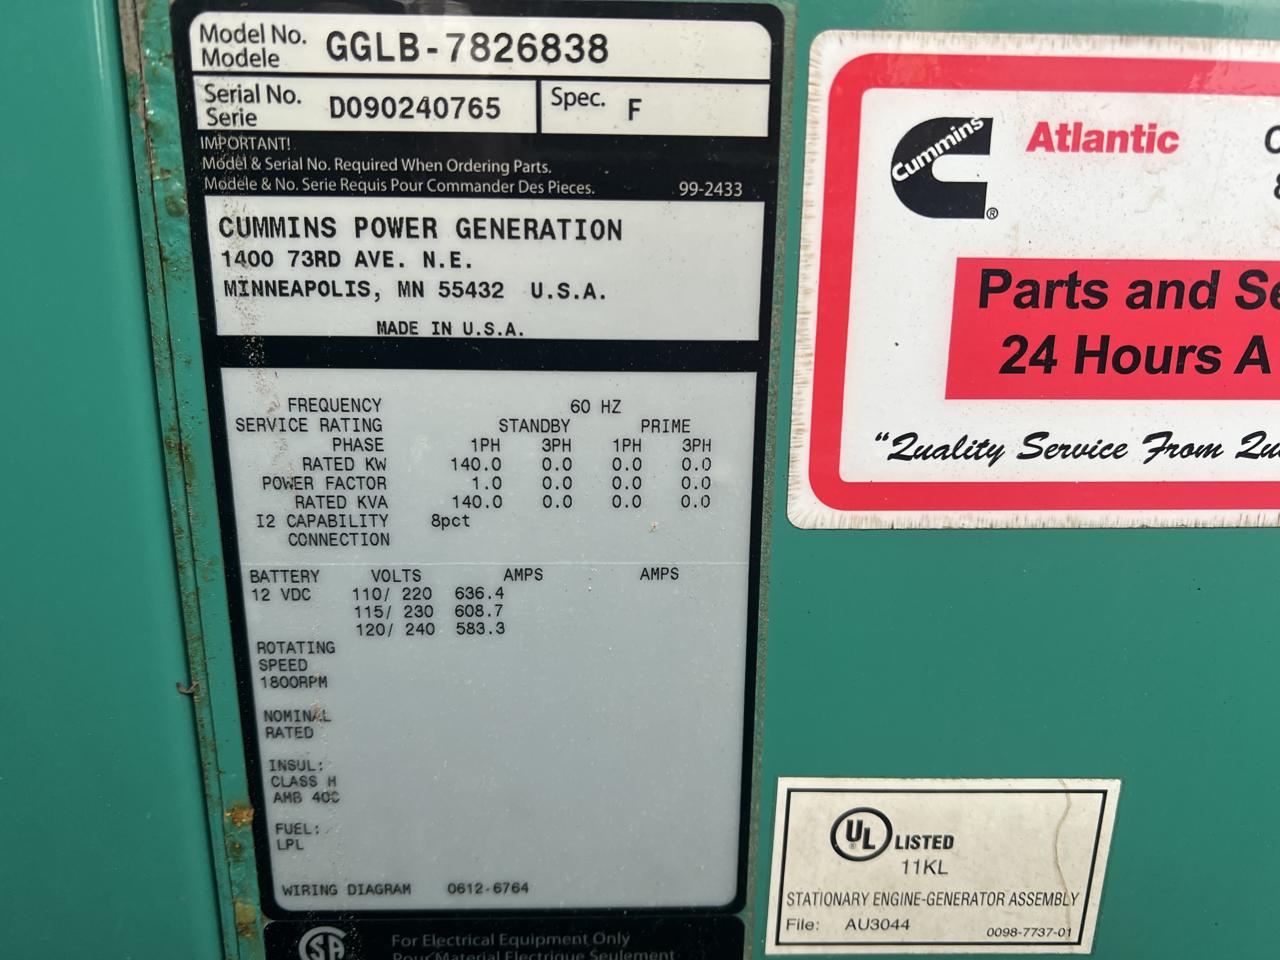 Model No. GGLB-7826838
Modele
Serial No. D090240765 Spec. F
Serie
IMPORTANT!
Model & Serial No. Required When Ordering Parts.
Modele & No. Serie Requis Pour Commander Des Pieces. 99-2433
CUMMINS POWER GENERATION
1400 73RD AVE. N.E.
MINNEAPOLIS, MN 55432 U.S.A.
MADE IN U.S.A.
FREQUENCY 60 HZ
SERVICE RATING STANDBY PRIME
PHASE 1PH 3PH 1PH 3PH
RATED KW 140.0 0.0 0.0 0.0
POWER FACTOR 1.0 0.0 0.0 0.0
RATED KVA 140.0 0.0 0.0 0.0
I2 CAPABILITY 8pct
CONNECTION
BATTERY VOLTS AMPS AMPS
12 VDC 110/ 220 636.4
115/ 230 608.7
120/ 240 583.3
ROTATING
SPEED
1800RPM
NOMINAL
RATED
INSUL:
CLASS H
AMB 40C
FUEL:
LPL
WIRING DIAGRAM 0612-6764
SA
For Electrical Equipment Only
Pour Materiel Electrique Seulement
Cummins ® Atlantic
Parts and Se
24 Hours A
"Quality Service From Qu
UL LISTED
11KL
STATIONARY ENGINE-GENERATOR ASSEMBLY
File: AU3044 0098-7737-01